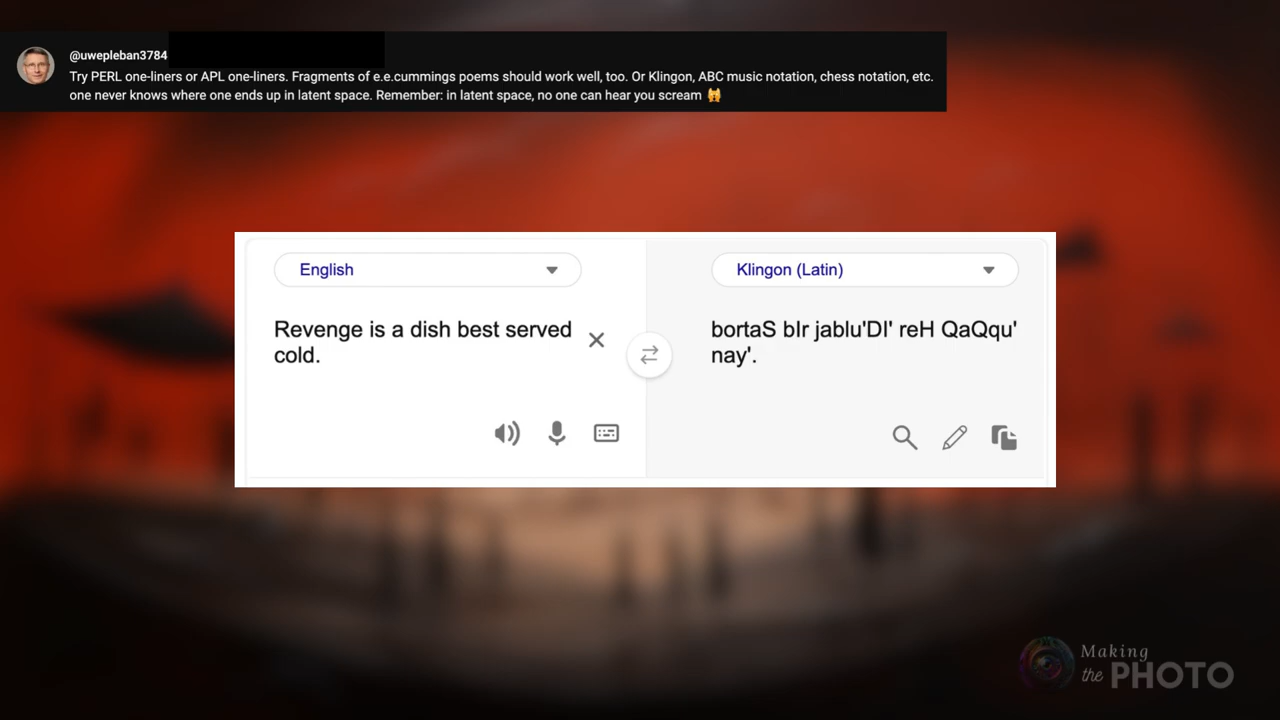 @uwepleban3784
Try PERL one-liners or APL one-liners. Fragments of e.e.cummings poems should work well, too. Or Klingon, ABC music notation, chess notation, etc.
one never knows where one ends up in latent space. Remember: in latent space, no one can hear you scream 🙀
English
Klingon (Latin)
Revenge is a dish best served
cold.
bortaS bIr jablu'DI' reH QaQqu'
nay'.
Making
the PHOTO